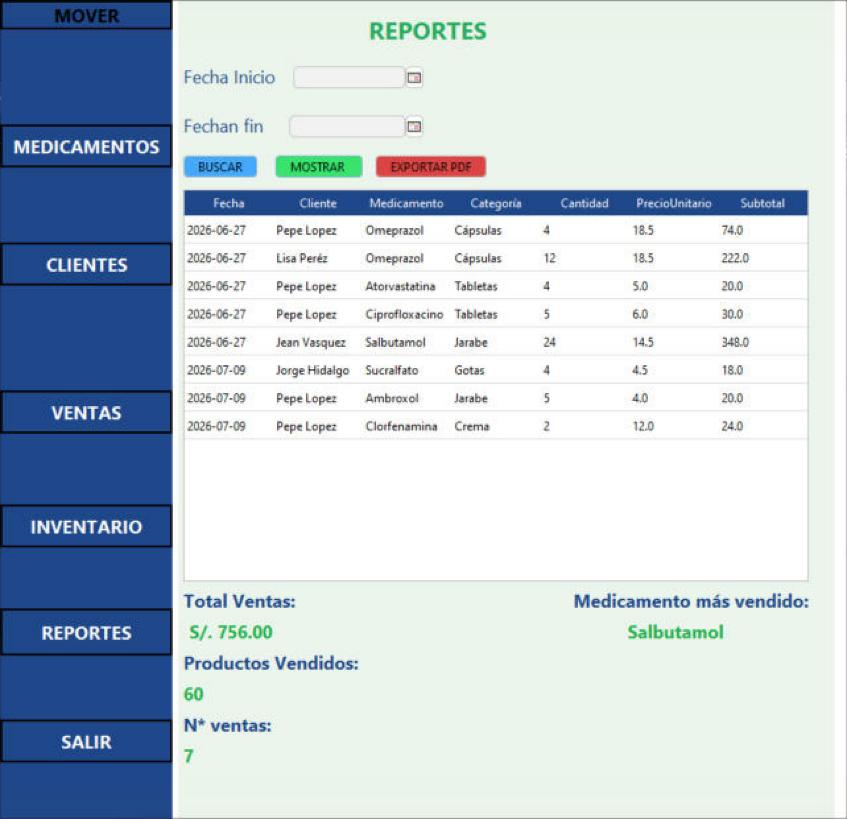 MOVER
MEDICAMENTOS
CLIENTES
VENTAS
INVENTARIO
REPORTES
SALIR
REPORTES
Fecha Inicio
Fechan fin
BUSCAR MOSTRAR EXPORTAR PDF
Fecha Cliente Medicamento Categoría Cantidad PrecioUnitario Subtotal
2026-06-27 Pepe Lopez Omeprazol Cápsulas 4 18.5 74.0
2026-06-27 Lisa Peréz Omeprazol Cápsulas 12 18.5 222.0
2026-06-27 Pepe Lopez Atorvastatina Tabletas 4 5.0 20.0
2026-06-27 Pepe Lopez Ciprofloxacino Tabletas 5 6.0 30.0
2026-06-27 Jean Vasquez Salbutamol Jarabe 24 14.5 348.0
2026-07-09 Jorge Hidalgo Sucralfato Gotas 4 4.5 18.0
2026-07-09 Pepe Lopez Ambroxol Jarabe 5 4.0 20.0
2026-07-09 Pepe Lopez Clorfenamina Crema 2 12.0 24.0
Total Ventas: Medicamento más vendido:
S/. 756.00 Salbutamol
Productos Vendidos:
60
N* ventas:
7